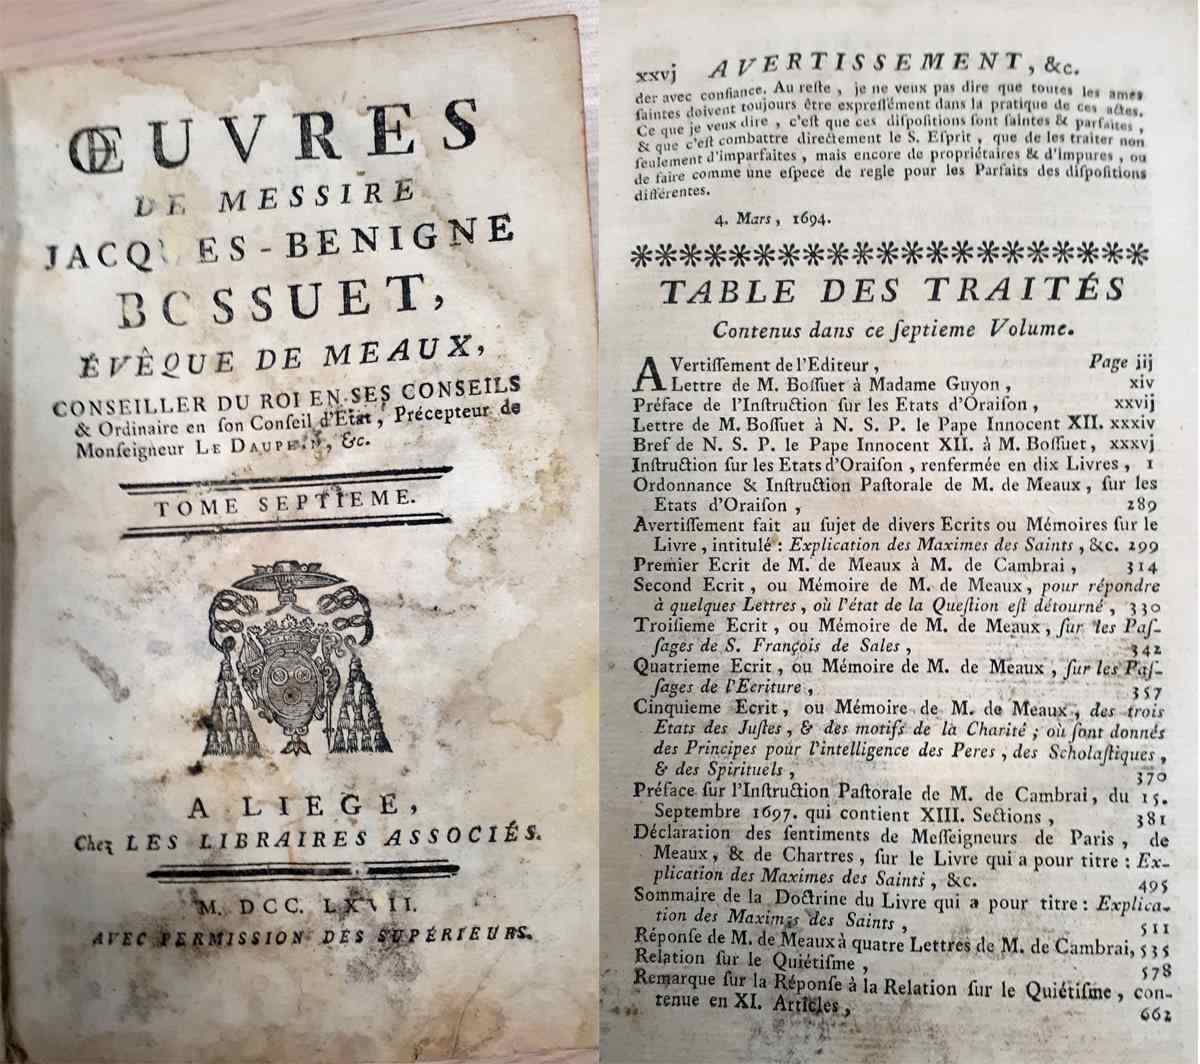 ŒUVRES
DE MESSIRE
JACQUES-BENIGNE
BOSSUET,
ÉVÊQUE DE MEAUX,
CONSEILLER DU ROI EN SES CONSEILS
& Ordinaire en ſon Conſeil d'Etat, Précepteur de
Monſeigneur LE DAUPHIN, &c.
TOME SEPTIEME.
A LIEGE,
Chez LES LIBRAIRES ASSOCIÉS.
M. DCC. LXVII.
AVEC PERMISSION DES SUPÉRIEURS.
xxvj AVERTISSEMENT, &c.
der avec confiance. Au reſte, je ne veux pas dire que toutes les ames
ſaintes doivent toujours être expreſſément dans la pratique de ces actes.
Ce que je veux dire, c'eſt que ces diſpoſitions ſont ſaintes & parfaites,
& que c'eſt combattre directement le S. Eſprit, que de les traiter non
ſeulement d'imparfaites, mais encore de propriétaires & d'impures, ou
de faire comme une eſpece de regle pour les Parfaits des diſpoſitions
différentes.
4. Mars, 1694.
TABLE DES TRAITÉS
Contenus dans ce ſeptieme Volume.
AVertiſſement de l'Editeur, Page iij
Lettre de M. Boſſuet à Madame Guyon, xiv
Préface de l'Inſtruction ſur les Etats d'Oraiſon, xxvij
Lettre de M. Boſſuet à N. S. P. le Pape Innocent XII. xxxiv
Bref de N. S. P. le Pape Innocent XII. à M. Boſſuet, xxxvj
Inſtruction ſur les Etats d'Oraiſon, renfermée en dix Livres, 1
Ordonnance & Inſtruction Paſtorale de M. de Meaux, ſur les
Etats d'Oraiſon, 289
Avertiſſement fait au ſujet de divers Ecrits ou Mémoires ſur le
Livre, intitulé : Explication des Maximes des Saints, &c. 299
Premier Ecrit de M. de Meaux à M. de Cambrai, 314
Second Ecrit, ou Mémoire de M. de Meaux, pour répondre
à quelques Lettres, où l'état de la Queſtion eſt détourné, 330
Troiſieme Ecrit, ou Mémoire de M. de Meaux, ſur les Paſ-
ſages de S. François de Sales, 342
Quatrieme Ecrit, ou Mémoire de M. de Meaux, ſur les Paſ-
ſages de l'Ecriture, 357
Cinquieme Ecrit, ou Mémoire de M. de Meaux, des trois
Etats des Juſtes, & des motifs de la Charité ; où ſont donnés
des Principes pour l'intelligence des Peres, des Scholaſtiques,
& des Spirituels, 370
Préface ſur l'Inſtruction Paſtorale de M. de Cambrai, du 15.
Septembre 1697. qui contient XIII. Sections, 381
Déclaration des ſentiments de Meſſeigneurs de Paris, de
Meaux, & de Chartres, ſur le Livre qui a pour titre : Ex-
plication des Maximes des Saints, &c. 495
Sommaire de la Doctrine du Livre qui a pour titre : Explica-
tion des Maximes des Saints, 511
Réponſe de M. de Meaux à quatre Lettres de M. de Cambrai, 535
Relation ſur le Quiétiſme, 578
Remarque ſur la Réponſe à la Relation ſur le Quiétiſme, con-
tenue en XI. Articles, 662